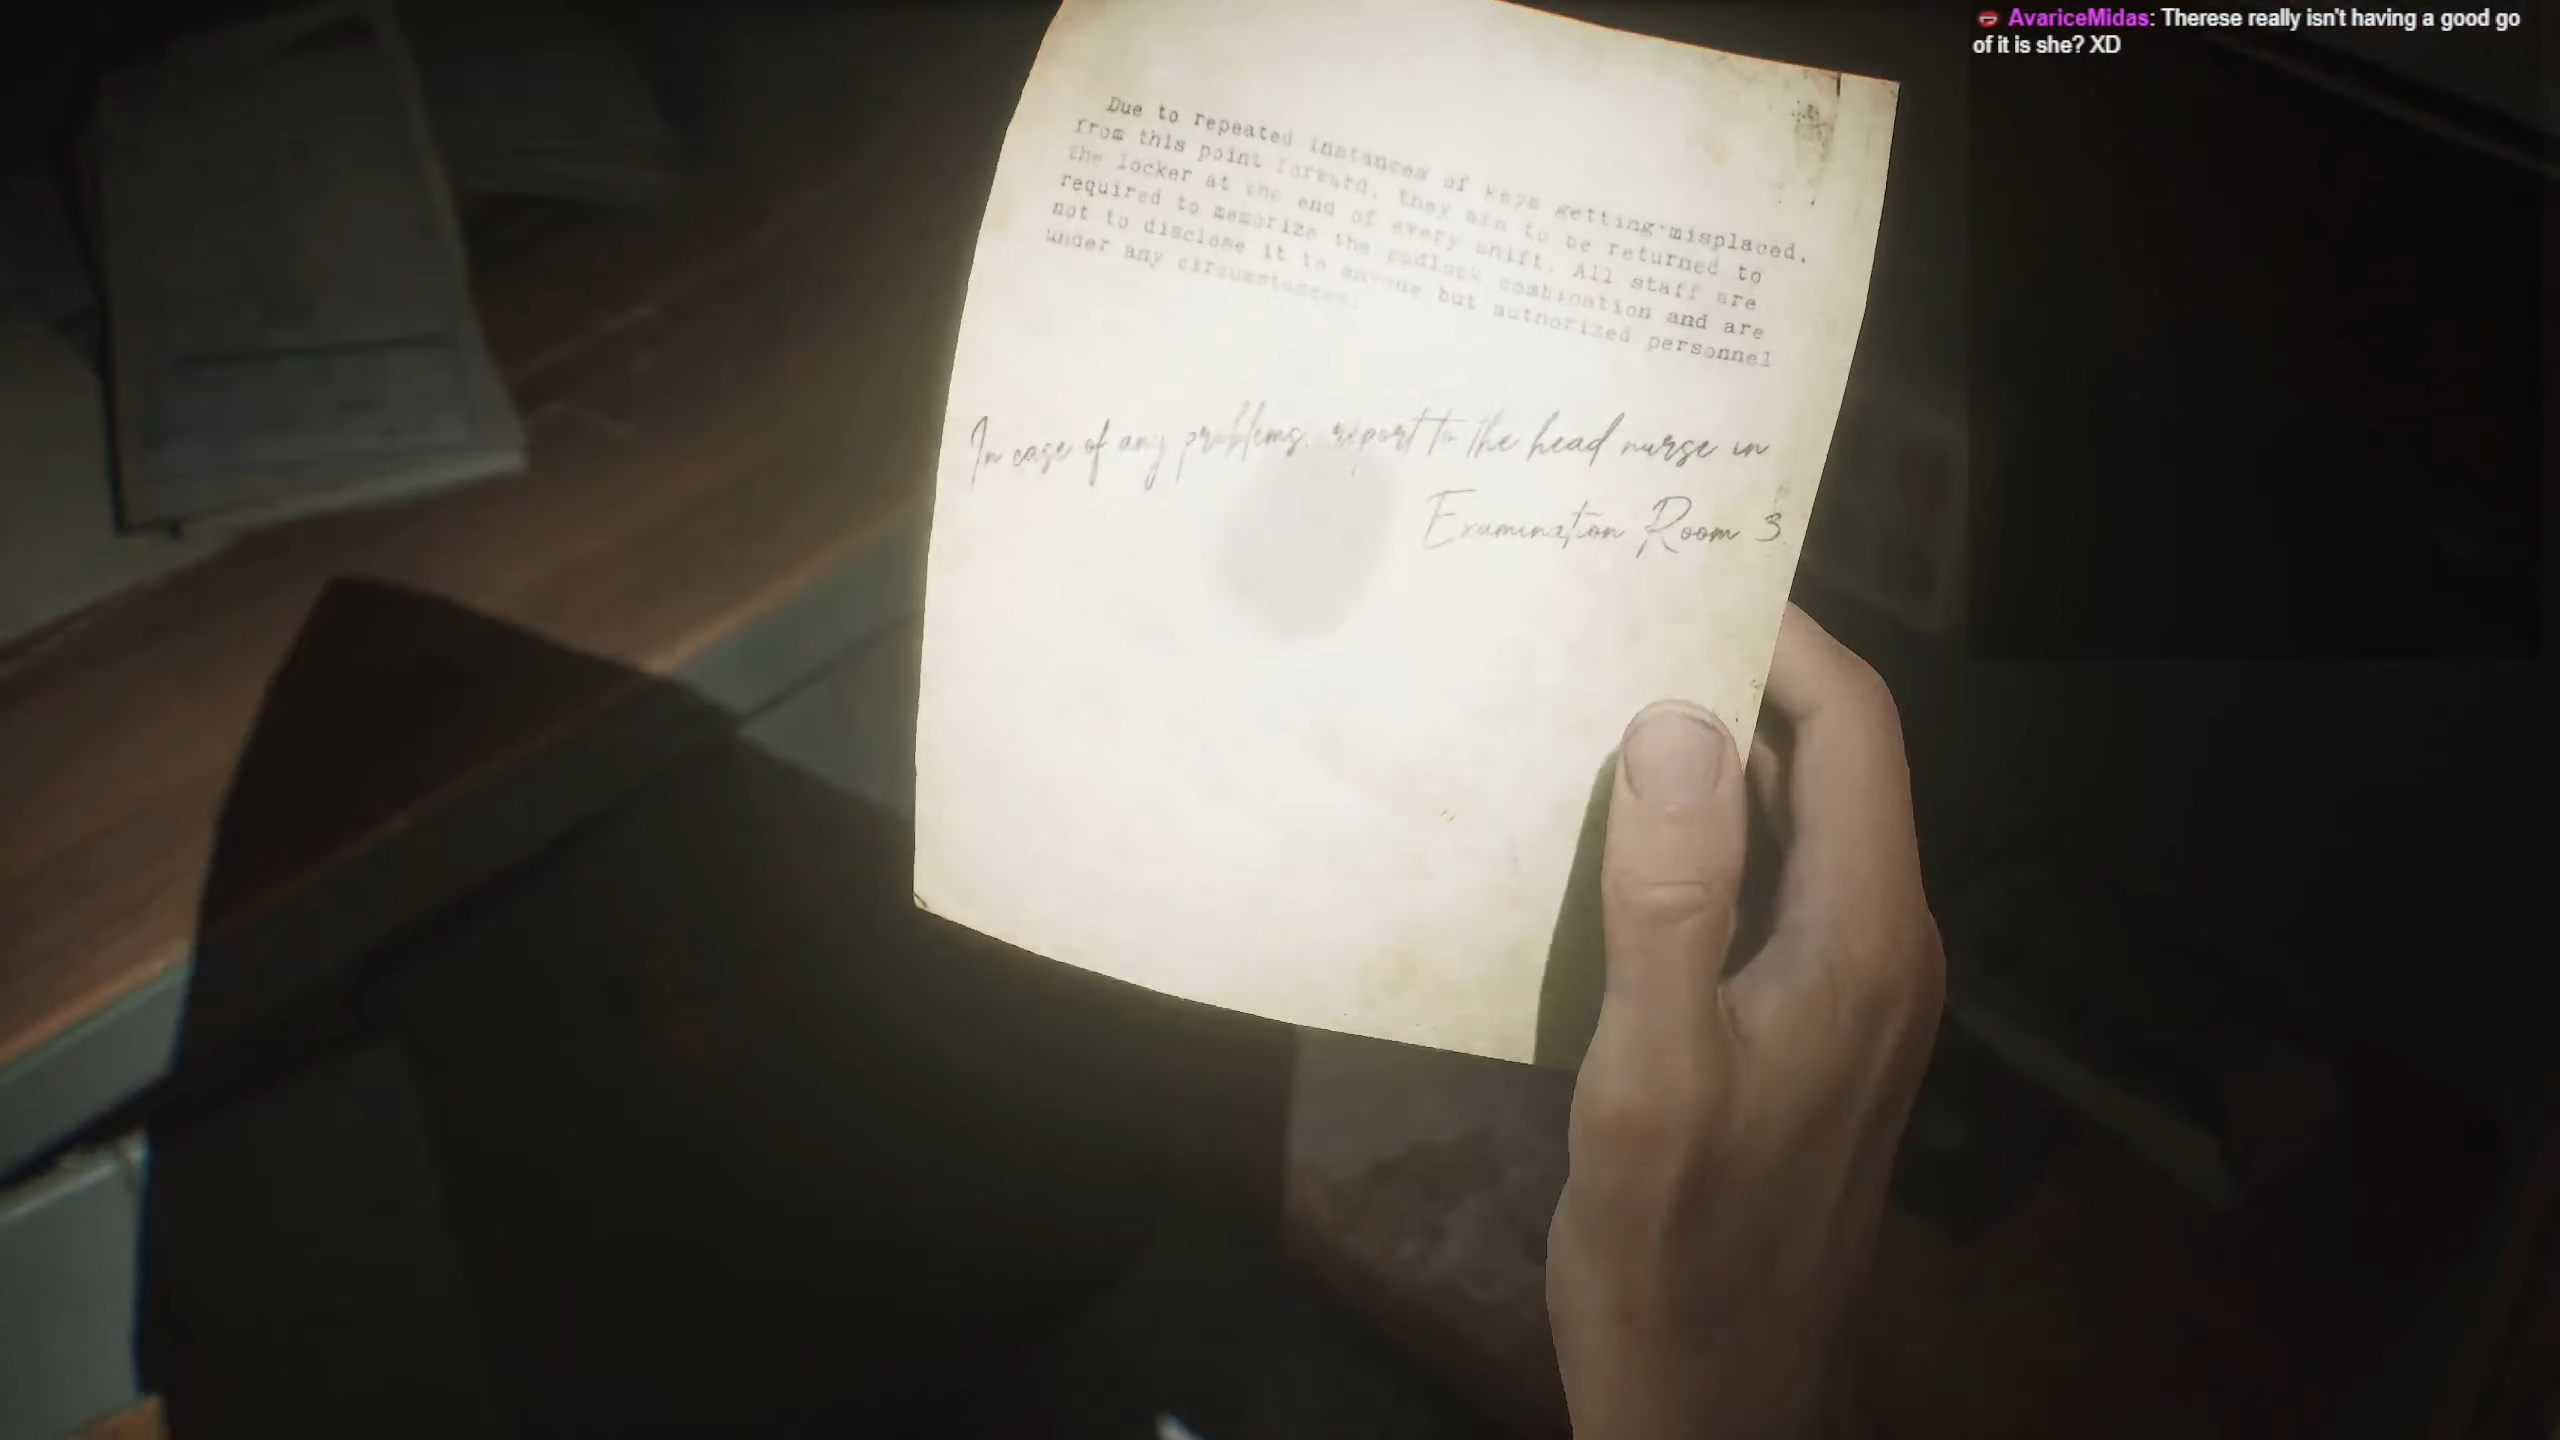 AvariceMidas: Therese really isn't having a good go
of it is she? XD
Due to repeated instances of keys getting misplaced,
from this point forward, they are to be returned to
the locker at the end of every shift. All staff are
required to memorize the padlock combination and are
not to disclose it to anyone but authorized personnel
under any circumstances.
In case of any problems, report to the head nurse in
Examination Room 3